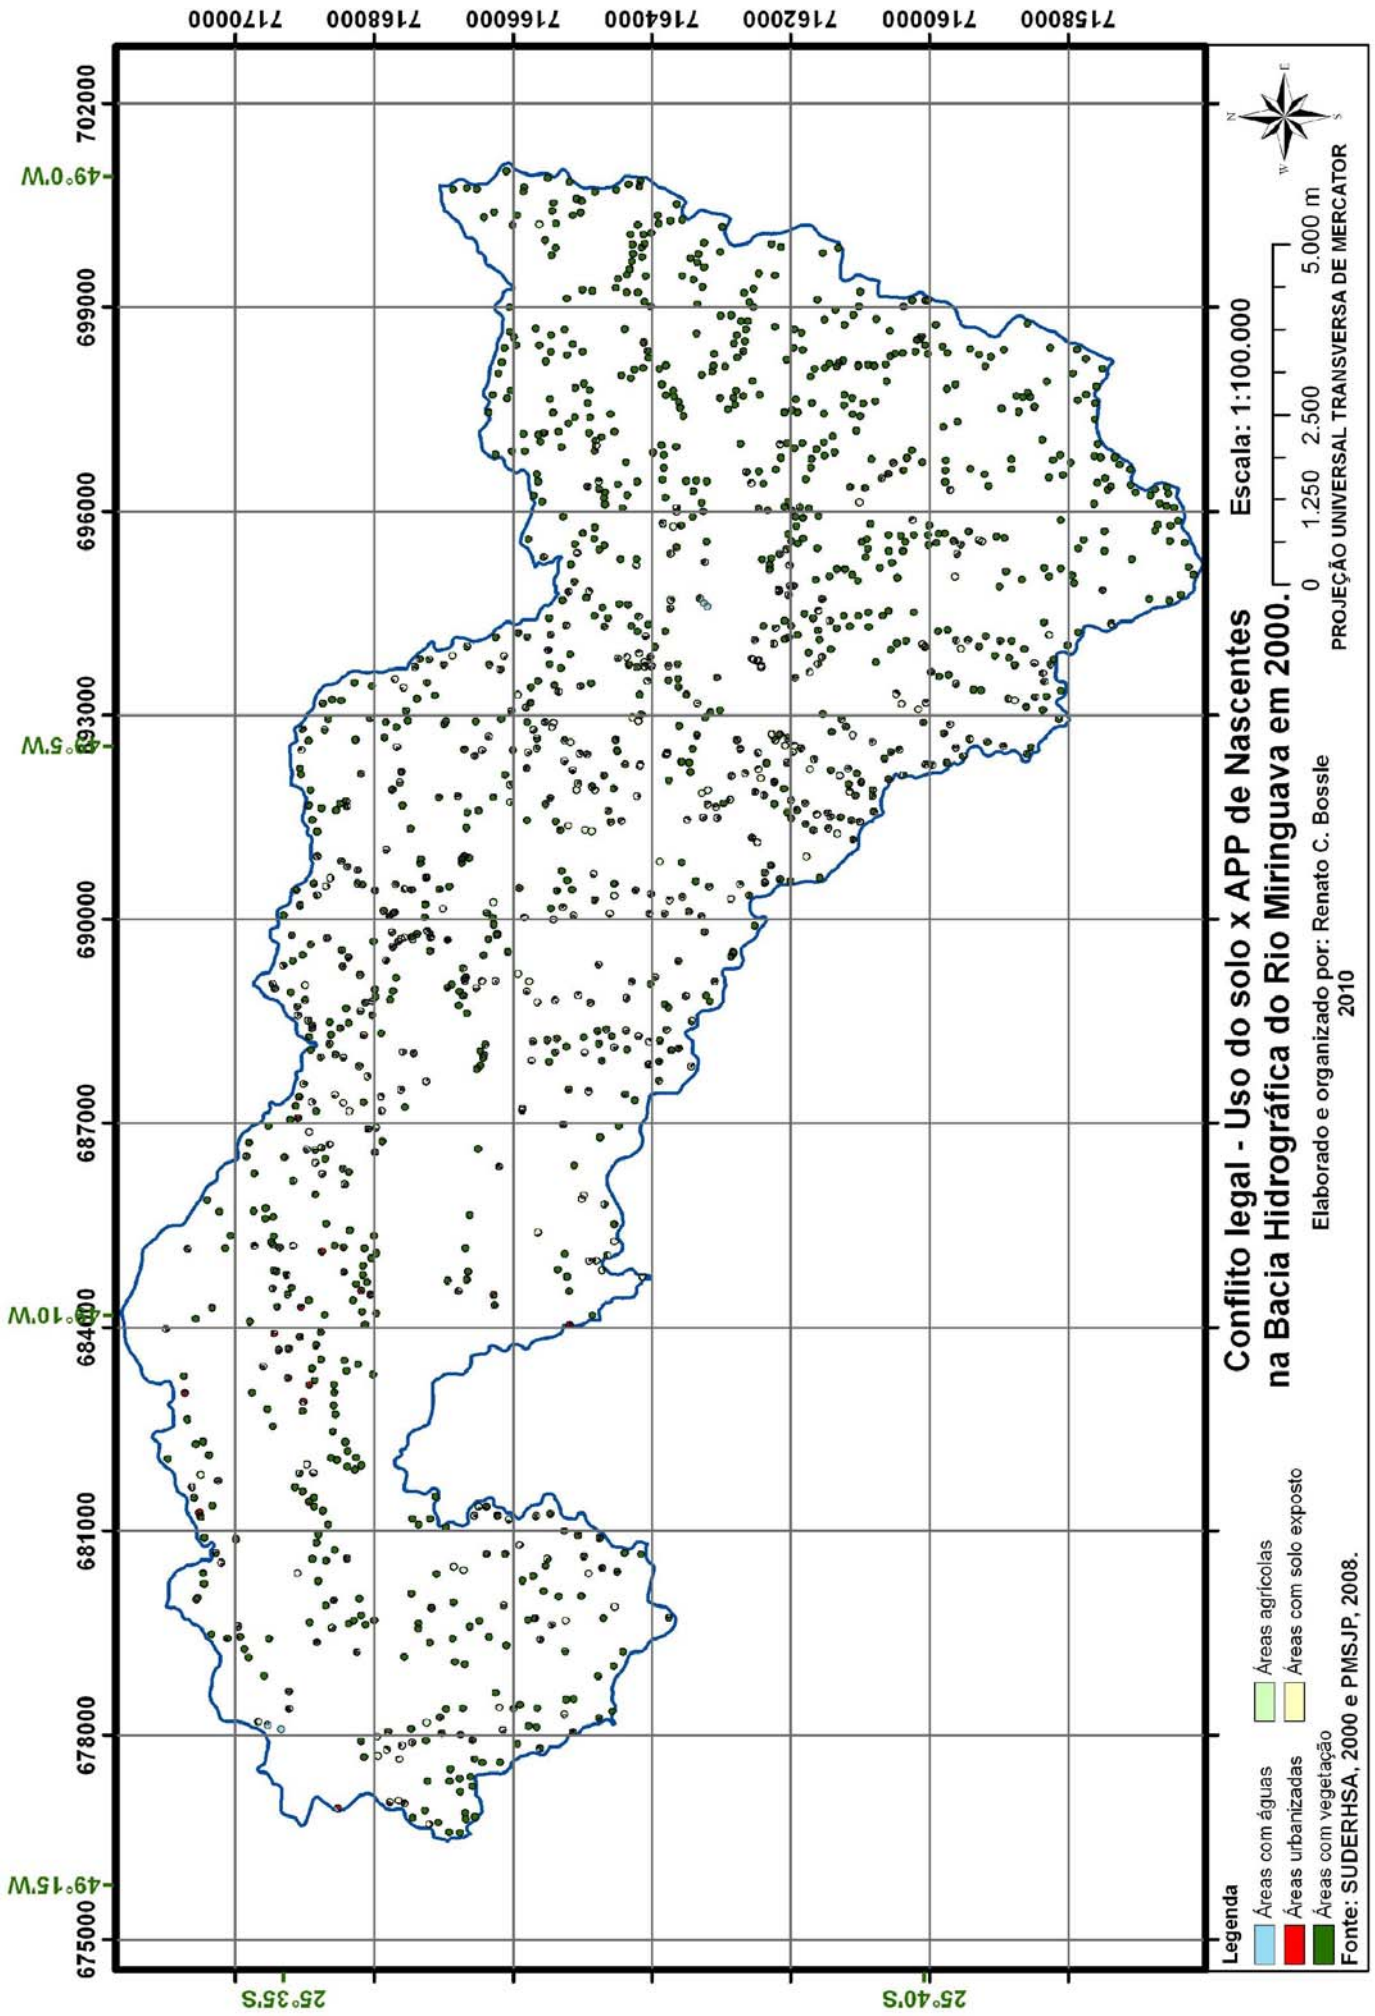 675000 678000 681000 684000 687000 690000 693000 696000 699000 702000
49°15'W 49°10'W 49°5'W 49°0'W
7170000
7168000
7166000
7164000
7162000
7160000
7158000
25°35'S
25°40'S
Legenda
Áreas com águas
Áreas urbanizadas
Áreas com vegetação
Áreas agrícolas
Áreas com solo exposto
Fonte: SUDERHSA, 2000 e PMSJP, 2008.
Conflito legal - Uso do solo x APP de Nascentes
na Bacia Hidrográfica do Rio Miringuava em 2000.
Elaborado e organizado por: Renato C. Bossle
2010
Escala: 1:100.000
0 1.250 2.500 5.000 m
PROJEÇÃO UNIVERSAL TRANSVERSA DE MERCATOR
N
W E
S